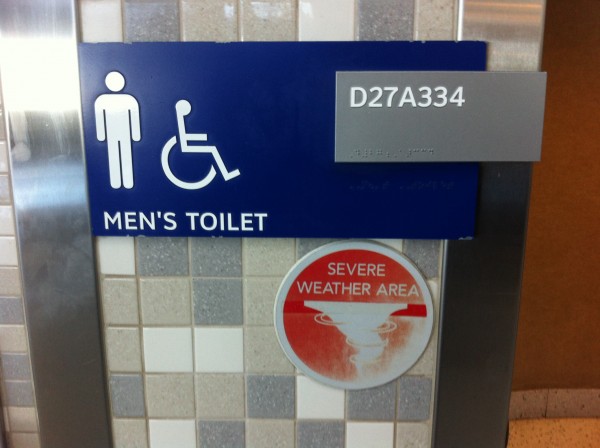 D27A334
MEN'S TOILET
SEVERE
WEATHER AREA